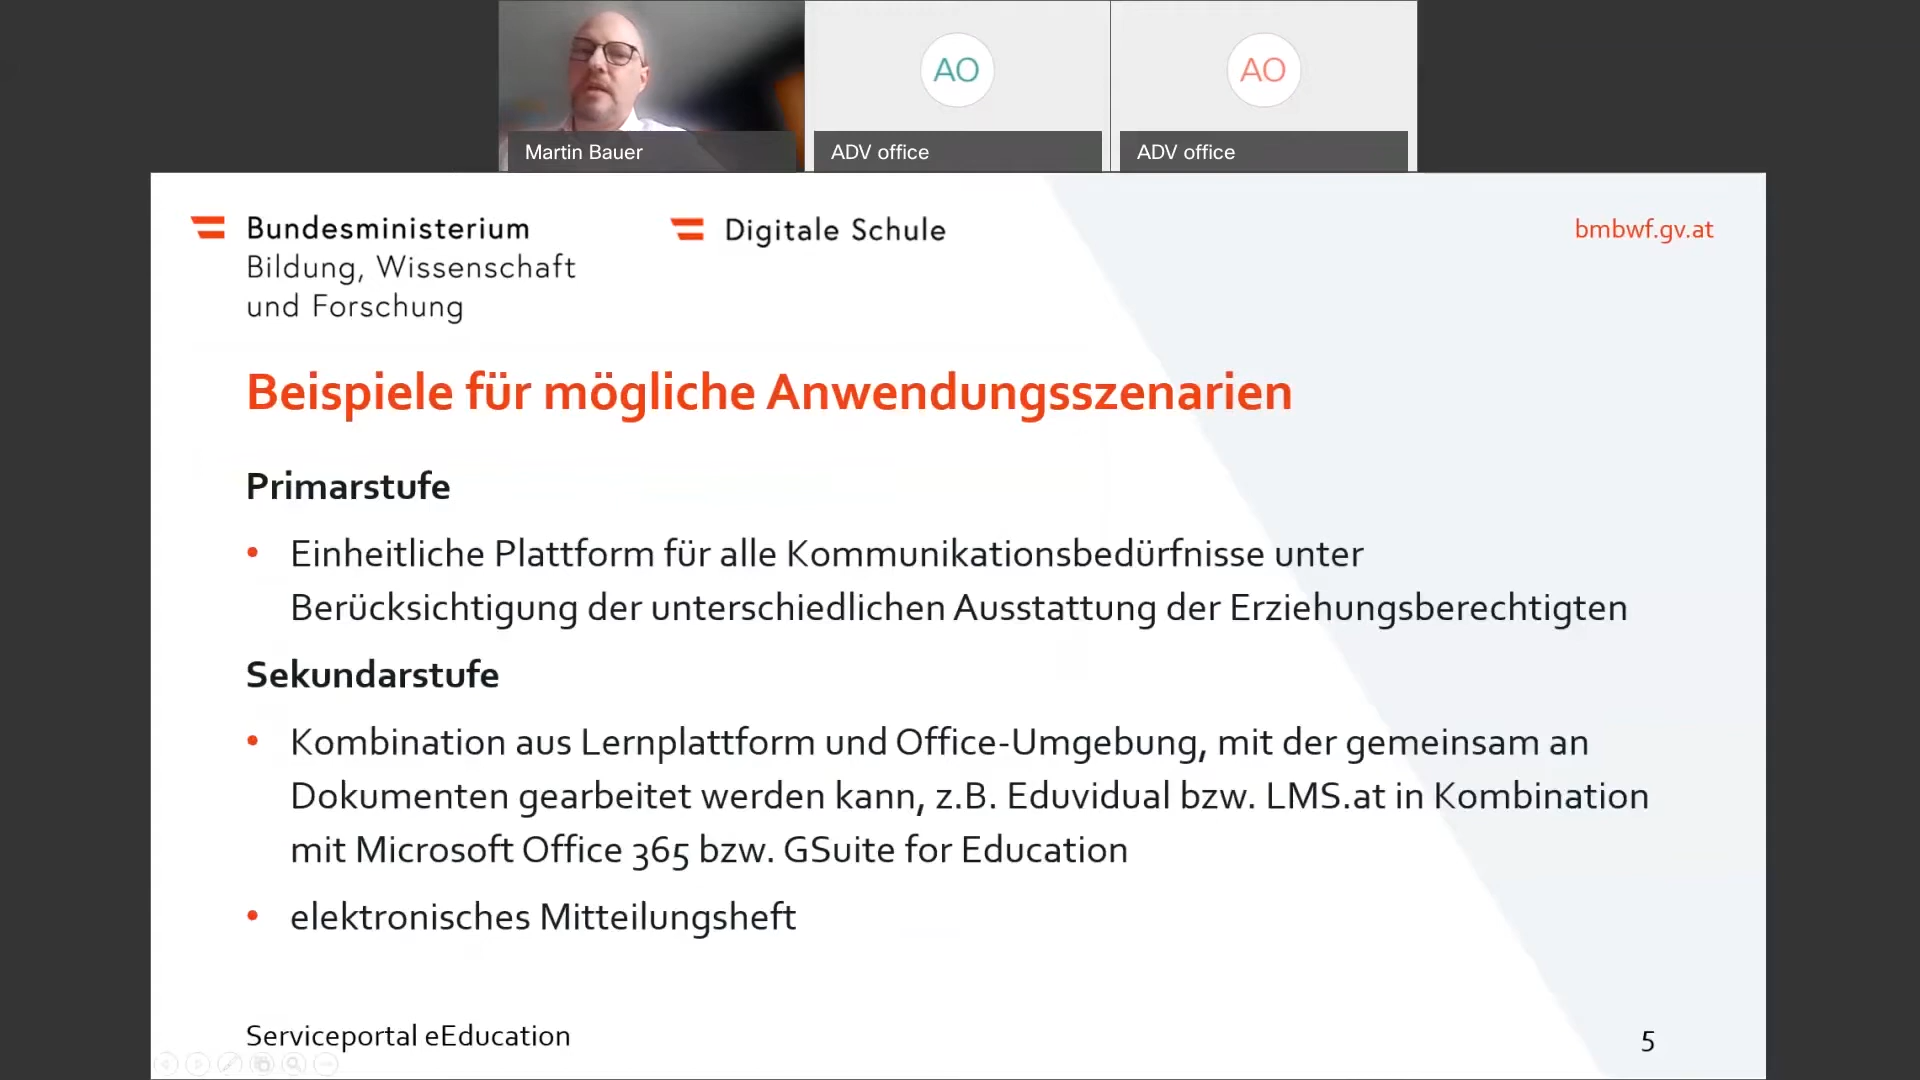 AO
AO
Martin Bauer
ADV office
ADV office
Bundesministerium
Bildung, Wissenschaft
und Forschung
Digitale Schule
bmbwf.gv.at
Beispiele für mögliche Anwendungsszenarien
Primarstufe
• Einheitliche Plattform für alle Kommunikationsbedürfnisse unter
Berücksichtigung der unterschiedlichen Ausstattung der Erziehungsberechtigten
Sekundarstufe
• Kombination aus Lernplattform und Office-Umgebung, mit der gemeinsam an
Dokumenten gearbeitet werden kann, z.B. Eduvidual bzw. LMS.at in Kombination
mit Microsoft Office 365 bzw. GSuite for Education
• elektronisches Mitteilungsheft
Serviceportal eEducation
5